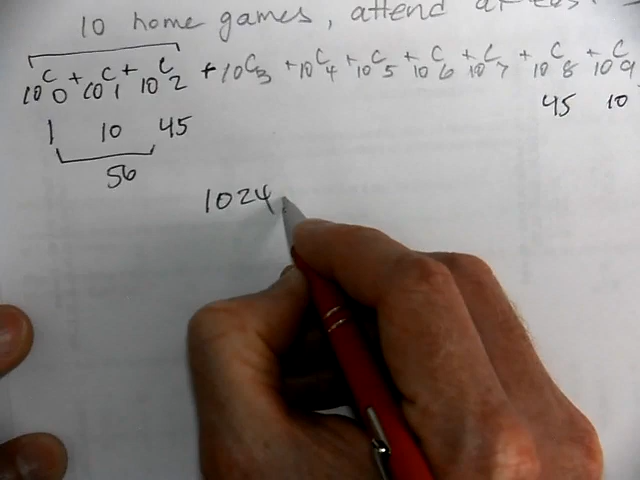 10 home games, attend at
10C0 + 10C1 + 10C2 + 10C3 + 10C4 + 10C5 + 10C6 + 10C7 + 10C8 + 10C9
1 10 45 45 10
56
1024